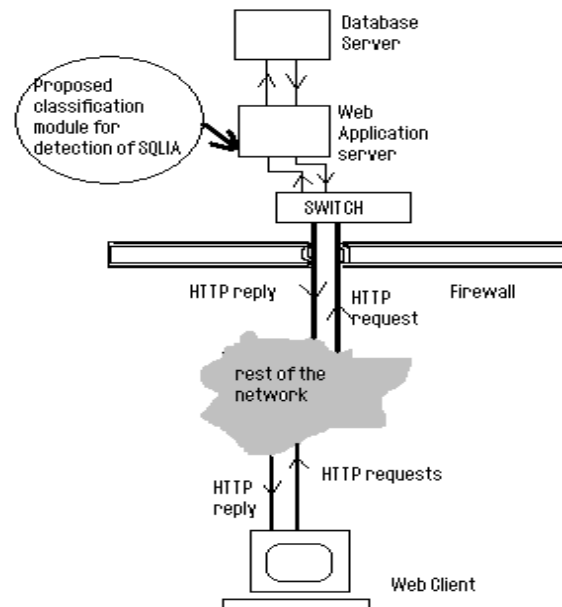 Database
Server
Proposed
classification
module for
detection of SQLIA
Web
Application
server
SWITCH
HTTP reply
HTTP
request
Firewall
rest of the
network
HTTP requests
HTTP
reply
Web Client